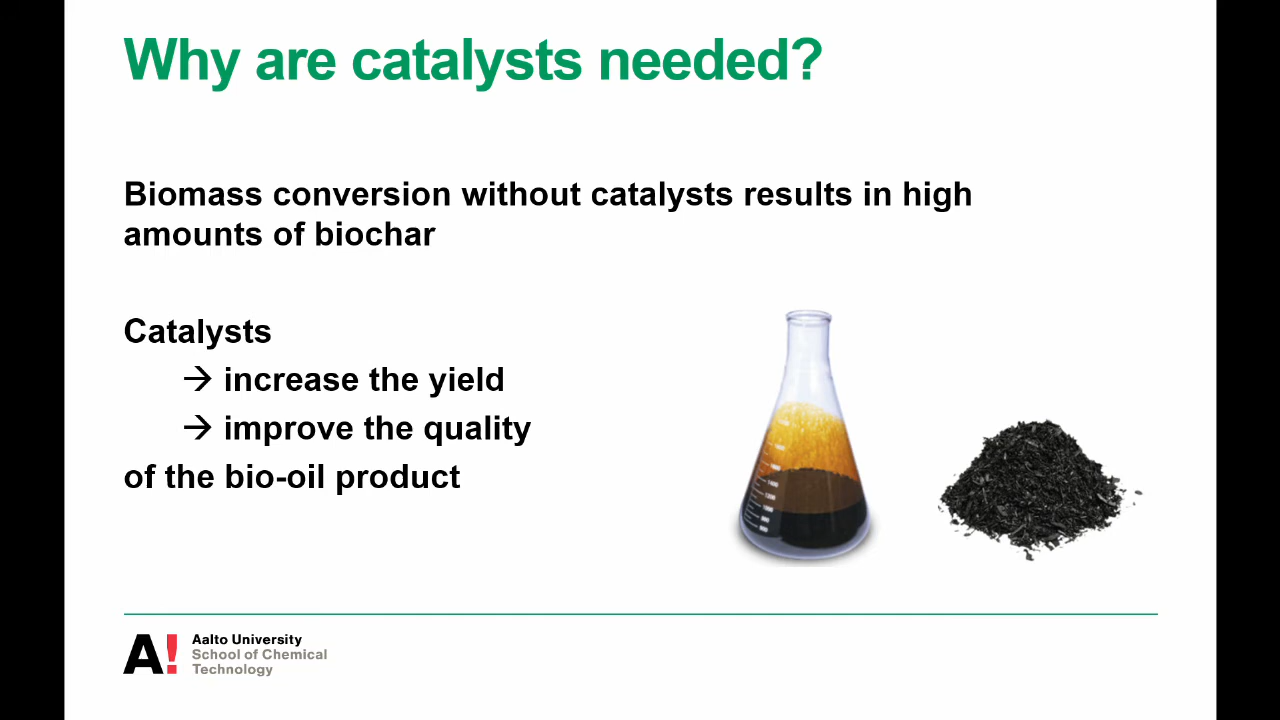 Why are catalysts needed?
Biomass conversion without catalysts results in high
amounts of biochar
Catalysts
→ increase the yield
→ improve the quality
of the bio-oil product
A! Aalto University
School of Chemical
Technology